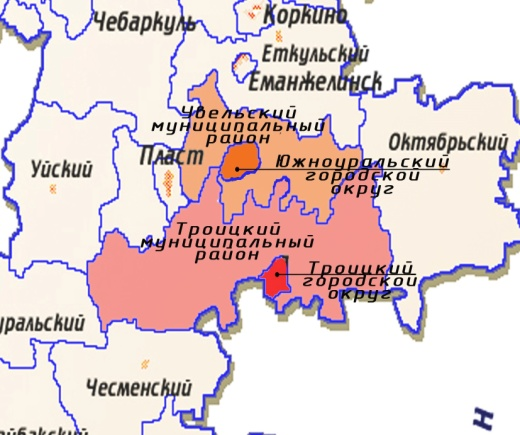 Чебаркуль
Коркино
Еткульский
Еманжелинск
Увельский
муниципальный
район
Октябрьский
Пласт
Уйский
Южноуральский
городской
округ
Троицкий
муниципальный
район
Троицкий
городской
округ
уральский
Чесменский
йбакский
Н